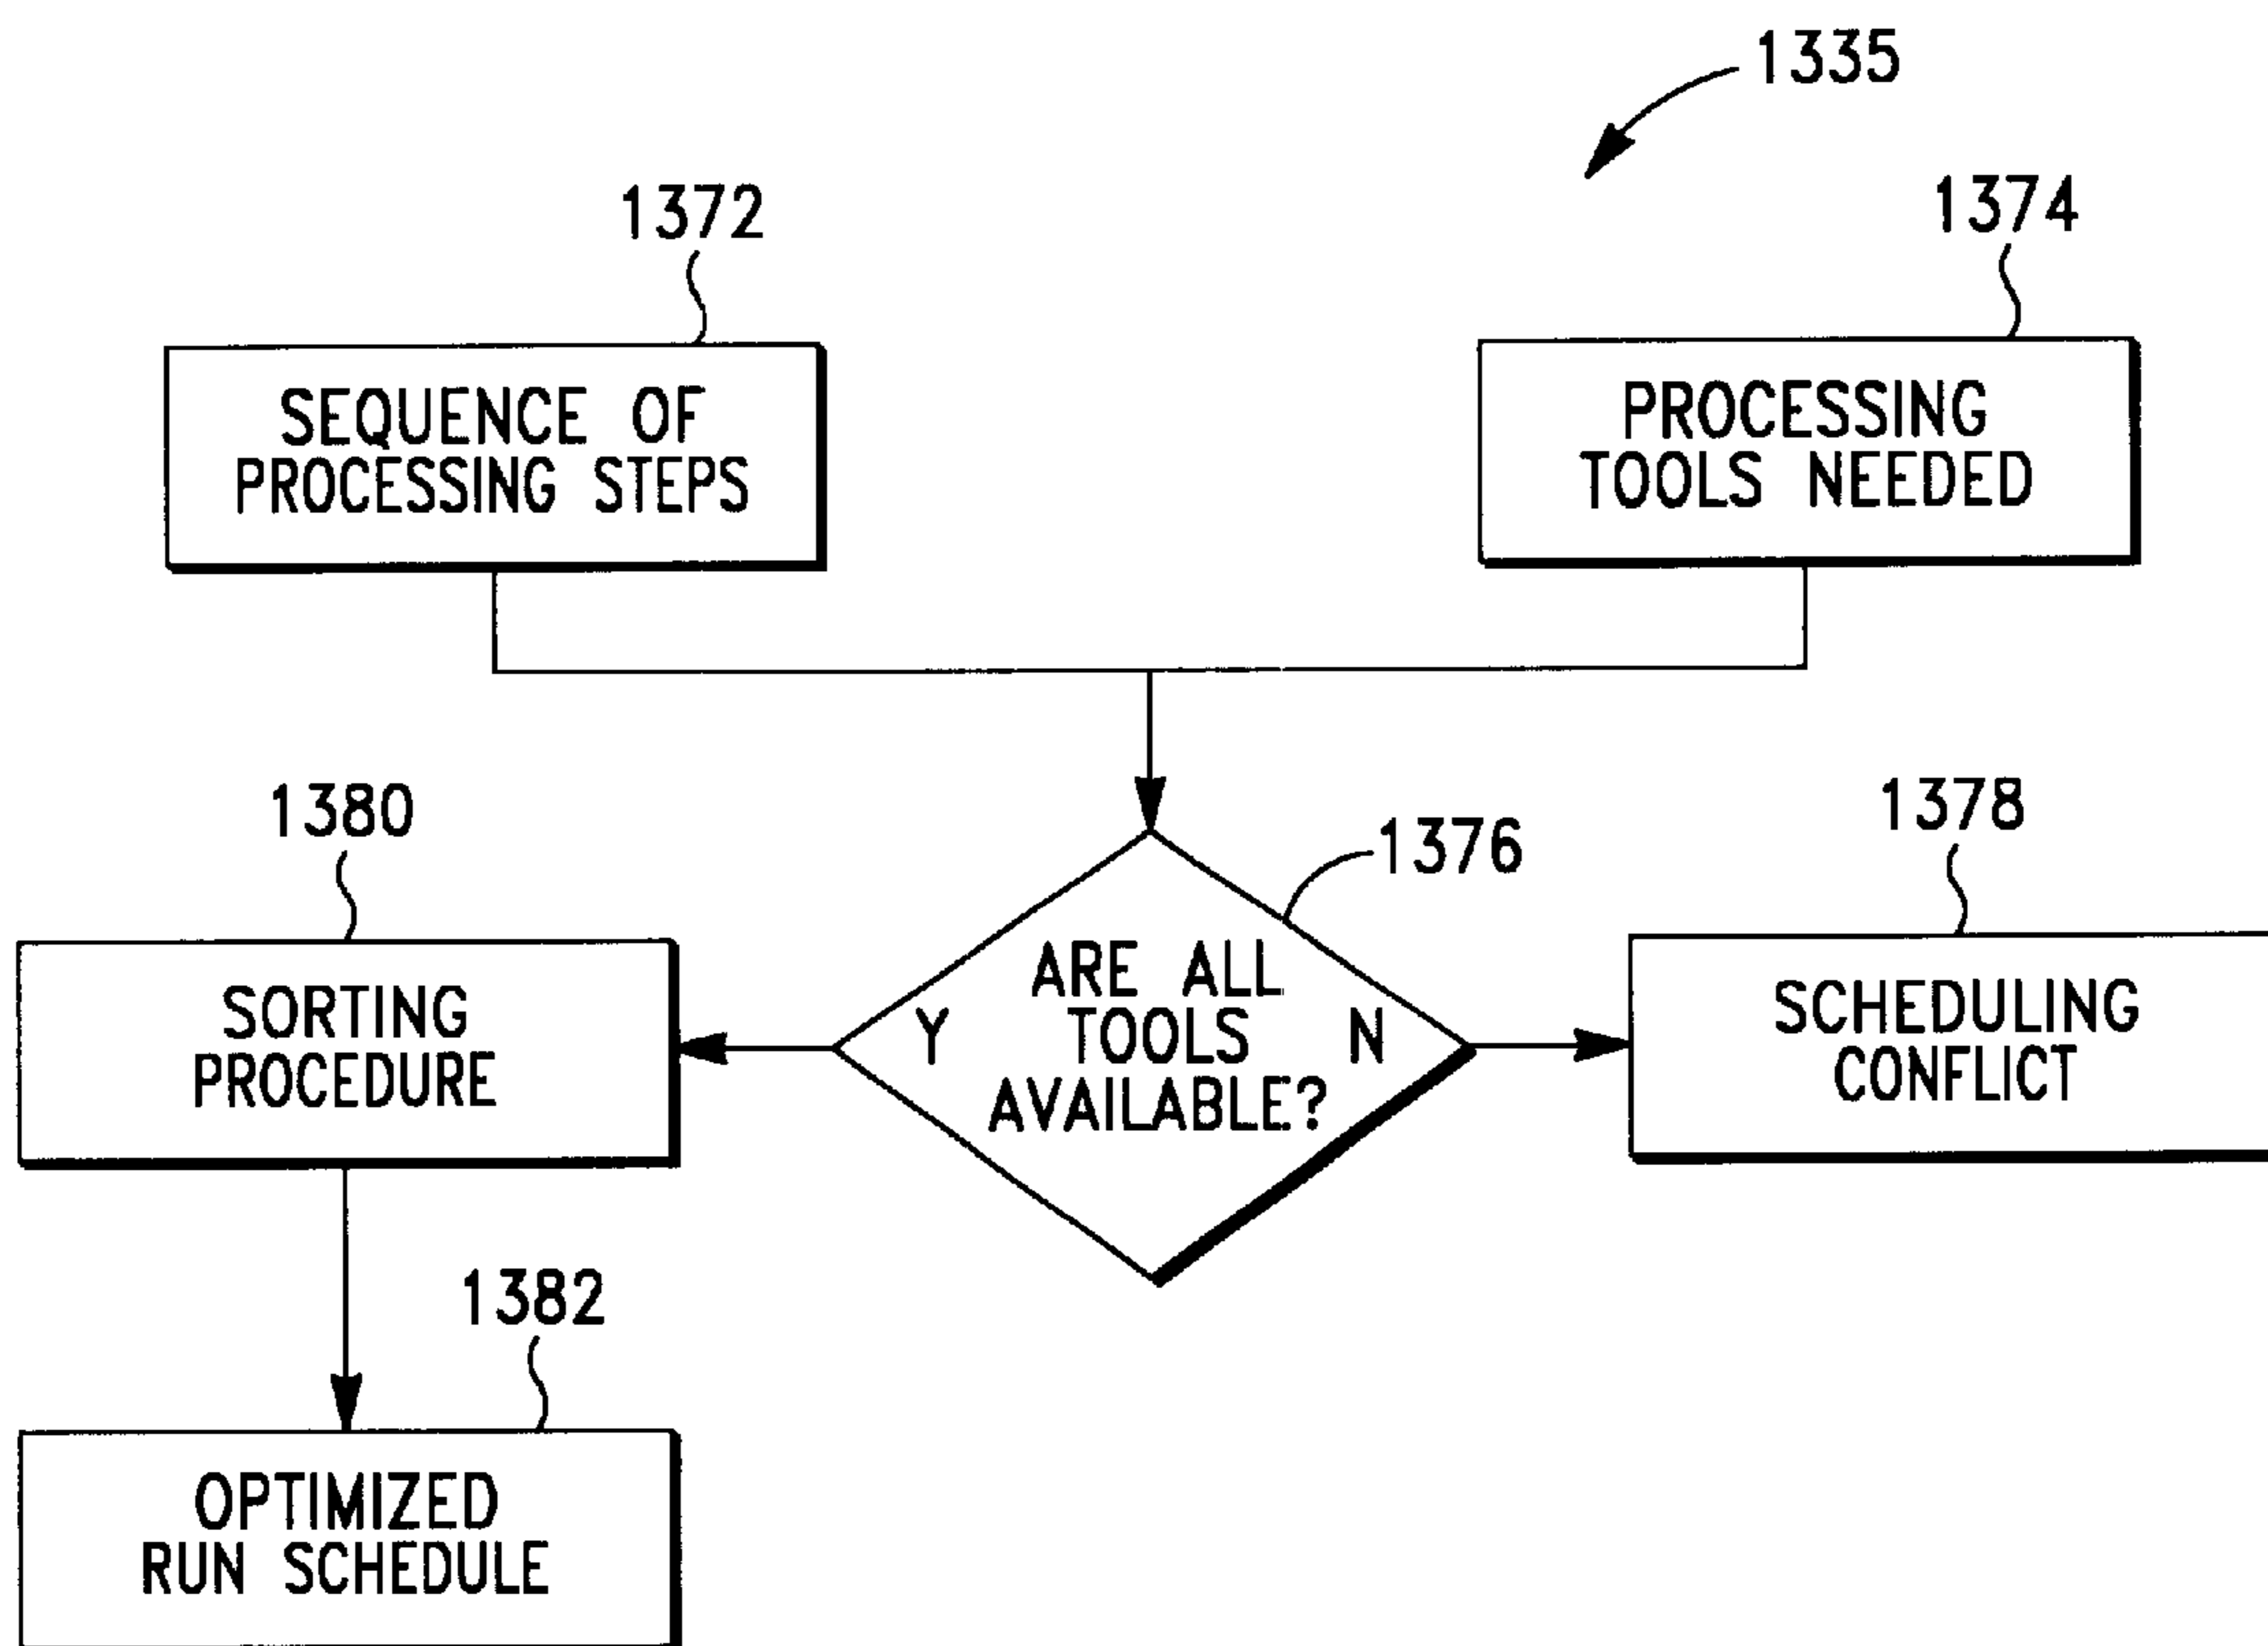 1335
1372
1374
SEQUENCE OF
PROCESSING STEPS
PROCESSING
TOOLS NEEDED
1380
1376
1378
SORTING
PROCEDURE
Y
ARE ALL
TOOLS
AVAILABLE?
N
SCHEDULING
CONFLICT
1382
OPTIMIZED
RUN SCHEDULE